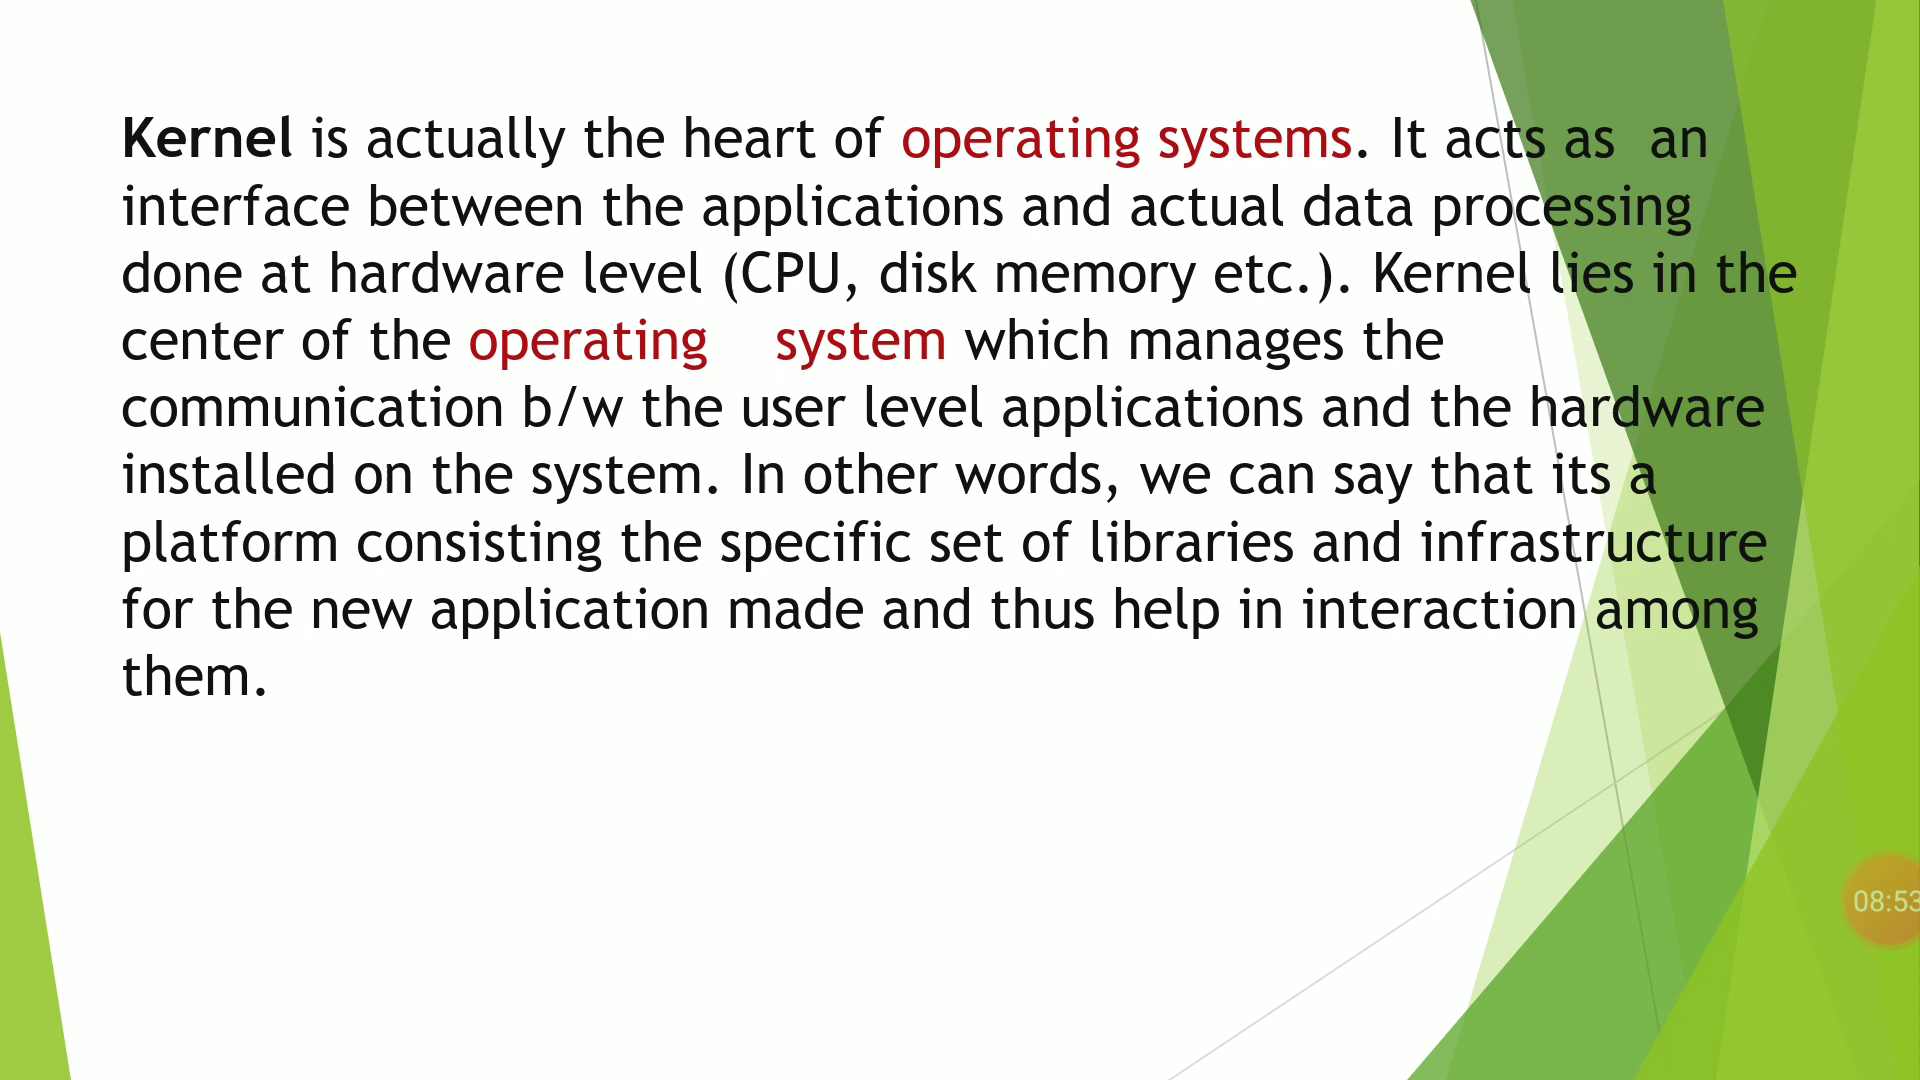 Kernel is actually the heart of operating systems. It acts as  an
interface between the applications and actual data processing
done at hardware level (CPU, disk memory etc.). Kernel lies in the
center of the operating    system which manages the
communication b/w the user level applications and the hardware
installed on the system. In other words, we can say that its a
platform consisting the specific set of libraries and infrastructure
for the new application made and thus help in interaction among
them.
08:53